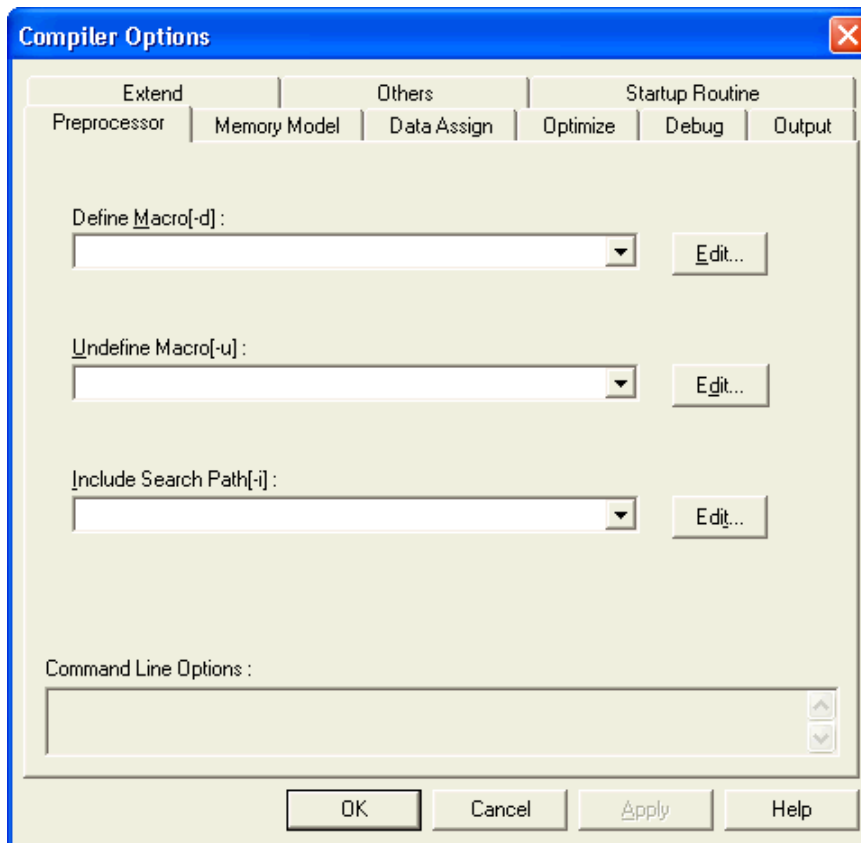 Compiler Options
Extend Others Startup Routine
Preprocessor Memory Model Data Assign Optimize Debug Output
Define Macro[-d] :
Edit...
Undefine Macro[-u] :
Edit...
Include Search Path[-i] :
Edit...
Command Line Options :
OK Cancel Apply Help